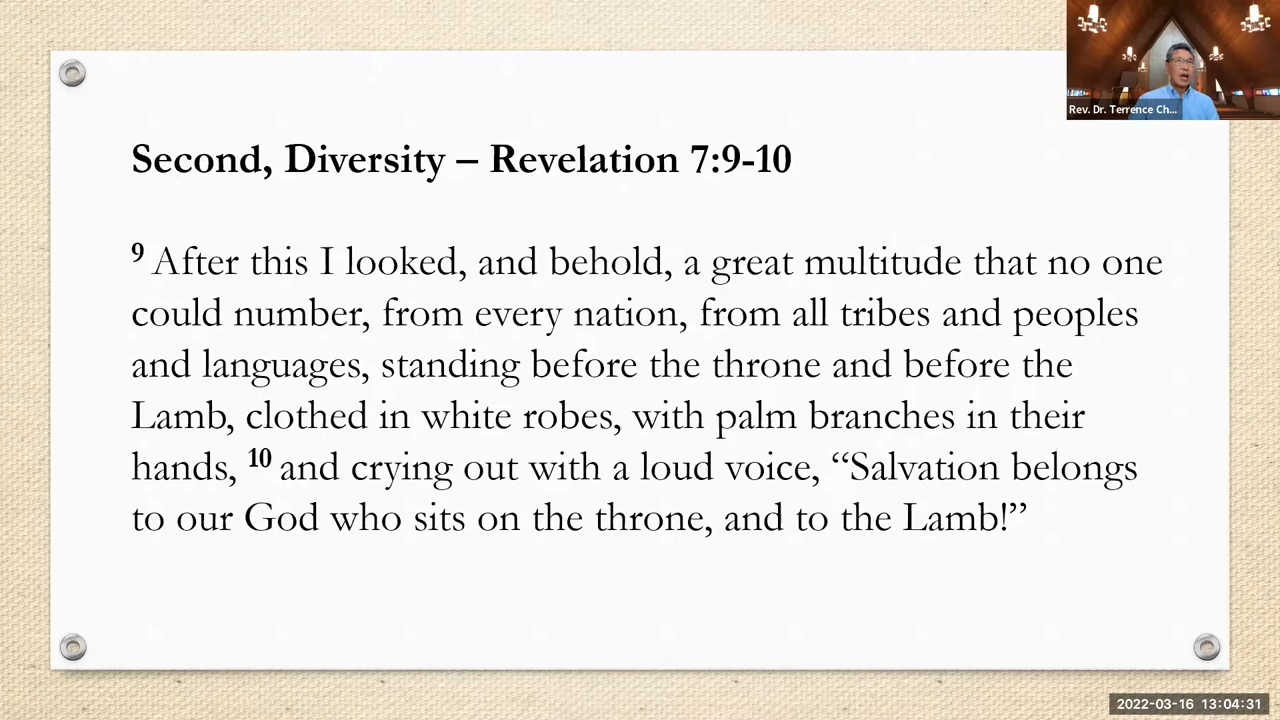 Rev. Dr. Terrence Ch...
Second, Diversity – Revelation 7:9-10
9 After this I looked, and behold, a great multitude that no one
could number, from every nation, from all tribes and peoples
and languages, standing before the throne and before the
Lamb, clothed in white robes, with palm branches in their
hands, 10 and crying out with a loud voice, “Salvation belongs
to our God who sits on the throne, and to the Lamb!”
2022-03-16 13:04:31